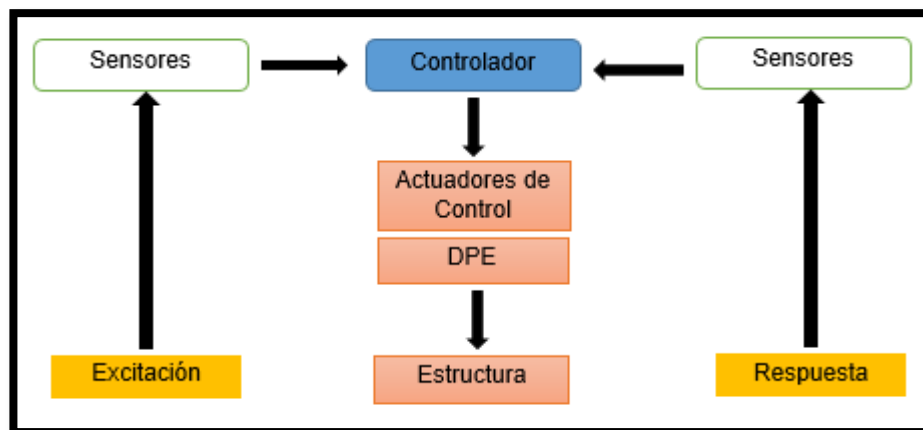 Sensores
Controlador
Sensores
Actuadores de
Control
DPE
Excitación
Estructura
Respuesta